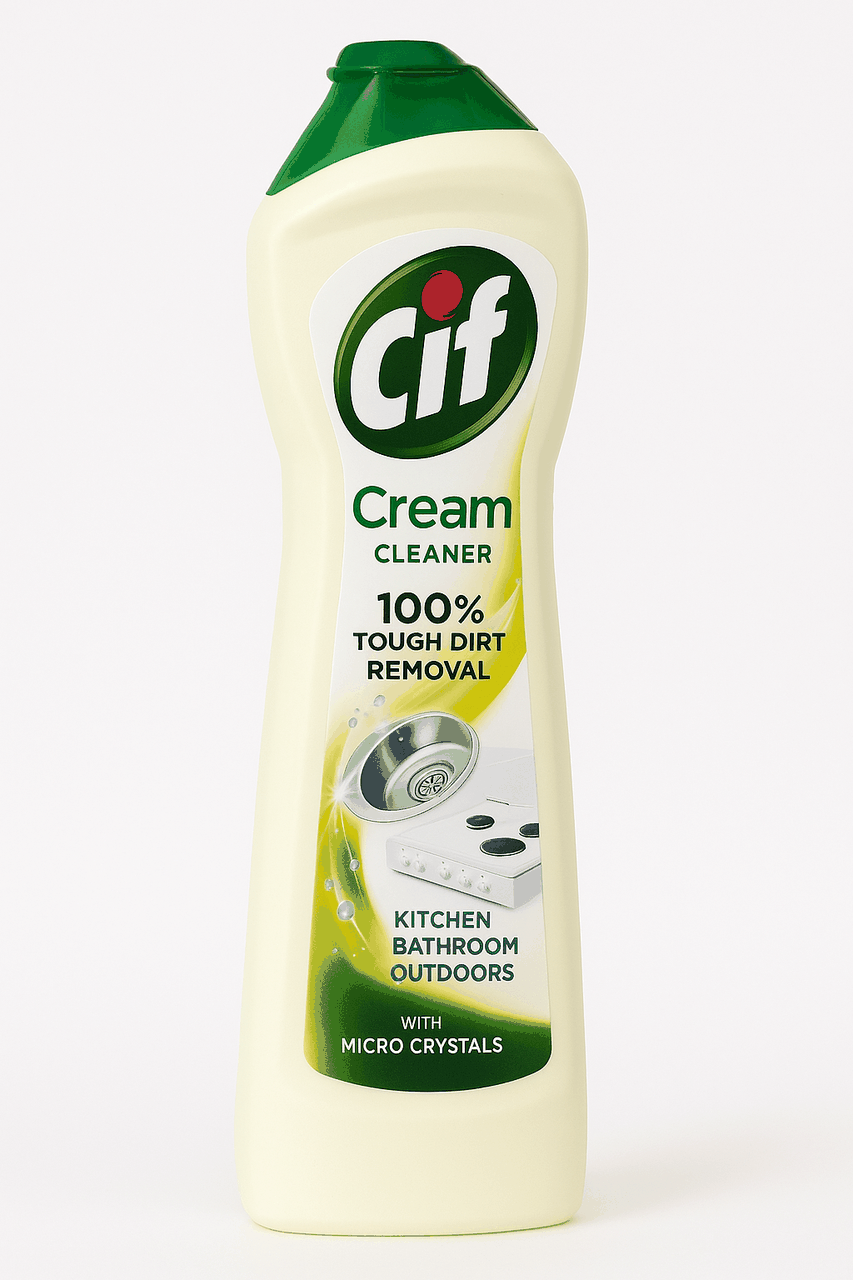 Cif
Cream
CLEANER
100%
TOUGH DIRT
REMOVAL
KITCHEN
BATHROOM
OUTDOORS
WITH
MICRO CRYSTALS